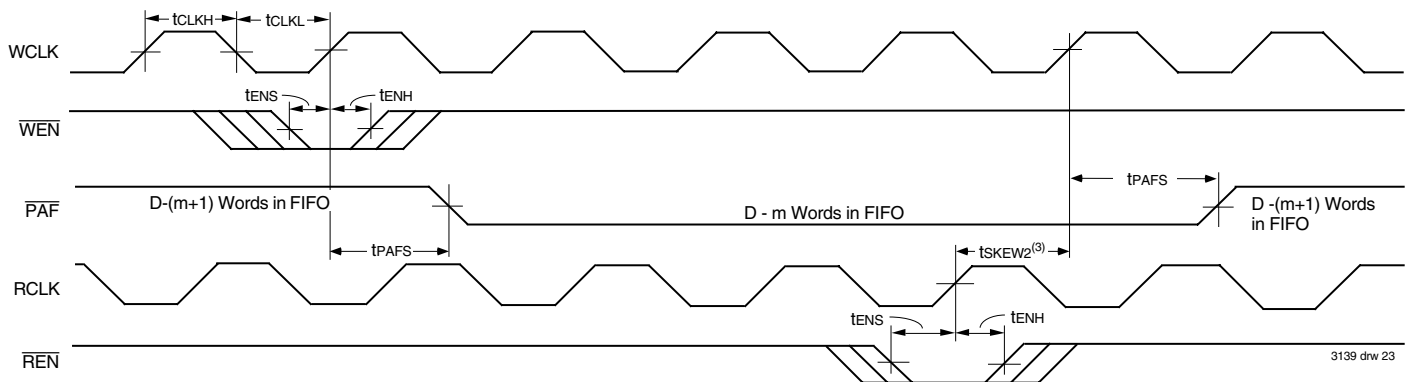 tCLKH tCLKL
WCLK
tENS tENH
WEN
tPAFS
PAF D-(m+1) Words in FIFO D - m Words in FIFO D -(m+1) Words
in FIFO
tPAFS tSKEW2(3)
RCLK
tENS tENH
REN
3139 drw 23